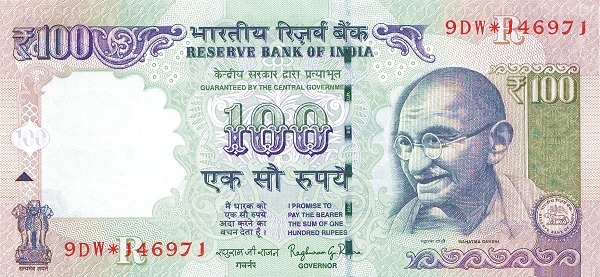 ₹100
भारतीय रिज़र्व बैंक
RESERVE BANK OF INDIA
9DW*146971
R
केन्द्रीय सरकार द्वारा प्रत्याभूत
GUARANTEED BY THE CENTRAL GOVERNMENT
₹100
100
100
एक सौ रुपये
मैं धारक को
एक सौ रुपये
अदा करने का
वचन देता हूँ।
I PROMISE TO
PAY THE BEARER
THE SUM OF ONE
HUNDRED RUPEES
रघुराम जी राजन
Raghuram G. Rajan
गवर्नर
GOVERNOR
महात्मा गांधी
MAHATMA GANDHI
सत्यमेव जयते
9DW*146971
R